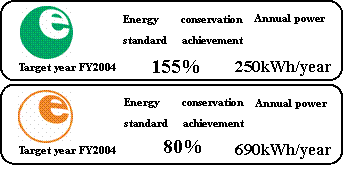 e
Energy conservation
standard achievement
Annual power
Target year FY2004
155%
250kWh/year
e
Energy conservation
standard achievement
Annual power
Target year FY2004
80%
690kWh/year